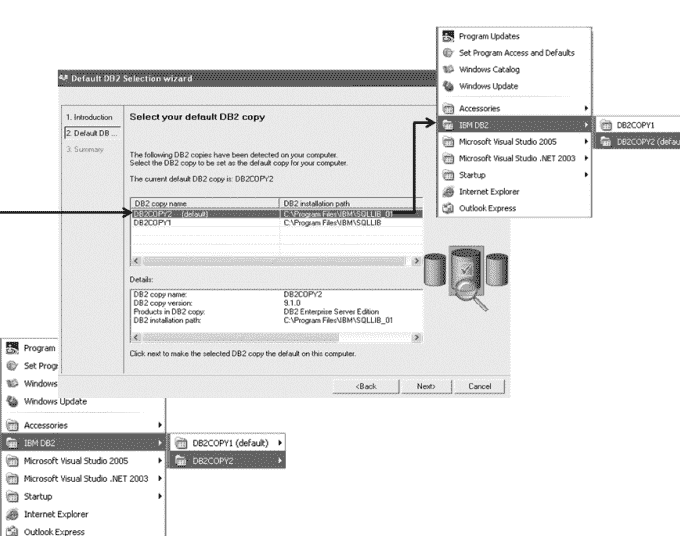 Program Updates
Set Program Access and Defaults
Windows Catalog
Windows Update
Accessories
IBM DB2
Microsoft Visual Studio 2005
Microsoft Visual Studio .NET 2003
Startup
Internet Explorer
Outlook Express
DB2COPY1
DB2COPY2 (defau
Default DB2 Selection wizard
1. Introduction
2. Default DB ...
3. Summary
Select your default DB2 copy
The following DB2 copies have been detected on your computer.
Select the DB2 copy to be set as the default copy for your computer.
The current default DB2 copy is: DB2COPY2
DB2 copy name DB2 installation path
DB2COPY2 (default) C:\Program Files\IBM\SQLLIB_01
DB2COPY1 C:\Program Files\IBM\SQLLIB
Details:
DB2 copy name: DB2COPY2
DB2 copy version: 9.1.0
Products in DB2 copy: DB2 Enterprise Server Edition
DB2 installation path: C:\Program Files\IBM\SQLLIB_01
Click next to make the selected DB2 copy the default on this computer.
<Back Next> Cancel
Program
Set Progr
Windows
Windows Update
Accessories
IBM DB2
Microsoft Visual Studio 2005
Microsoft Visual Studio .NET 2003
Startup
Internet Explorer
Outlook Express
DB2COPY1 (default)
DB2COPY2